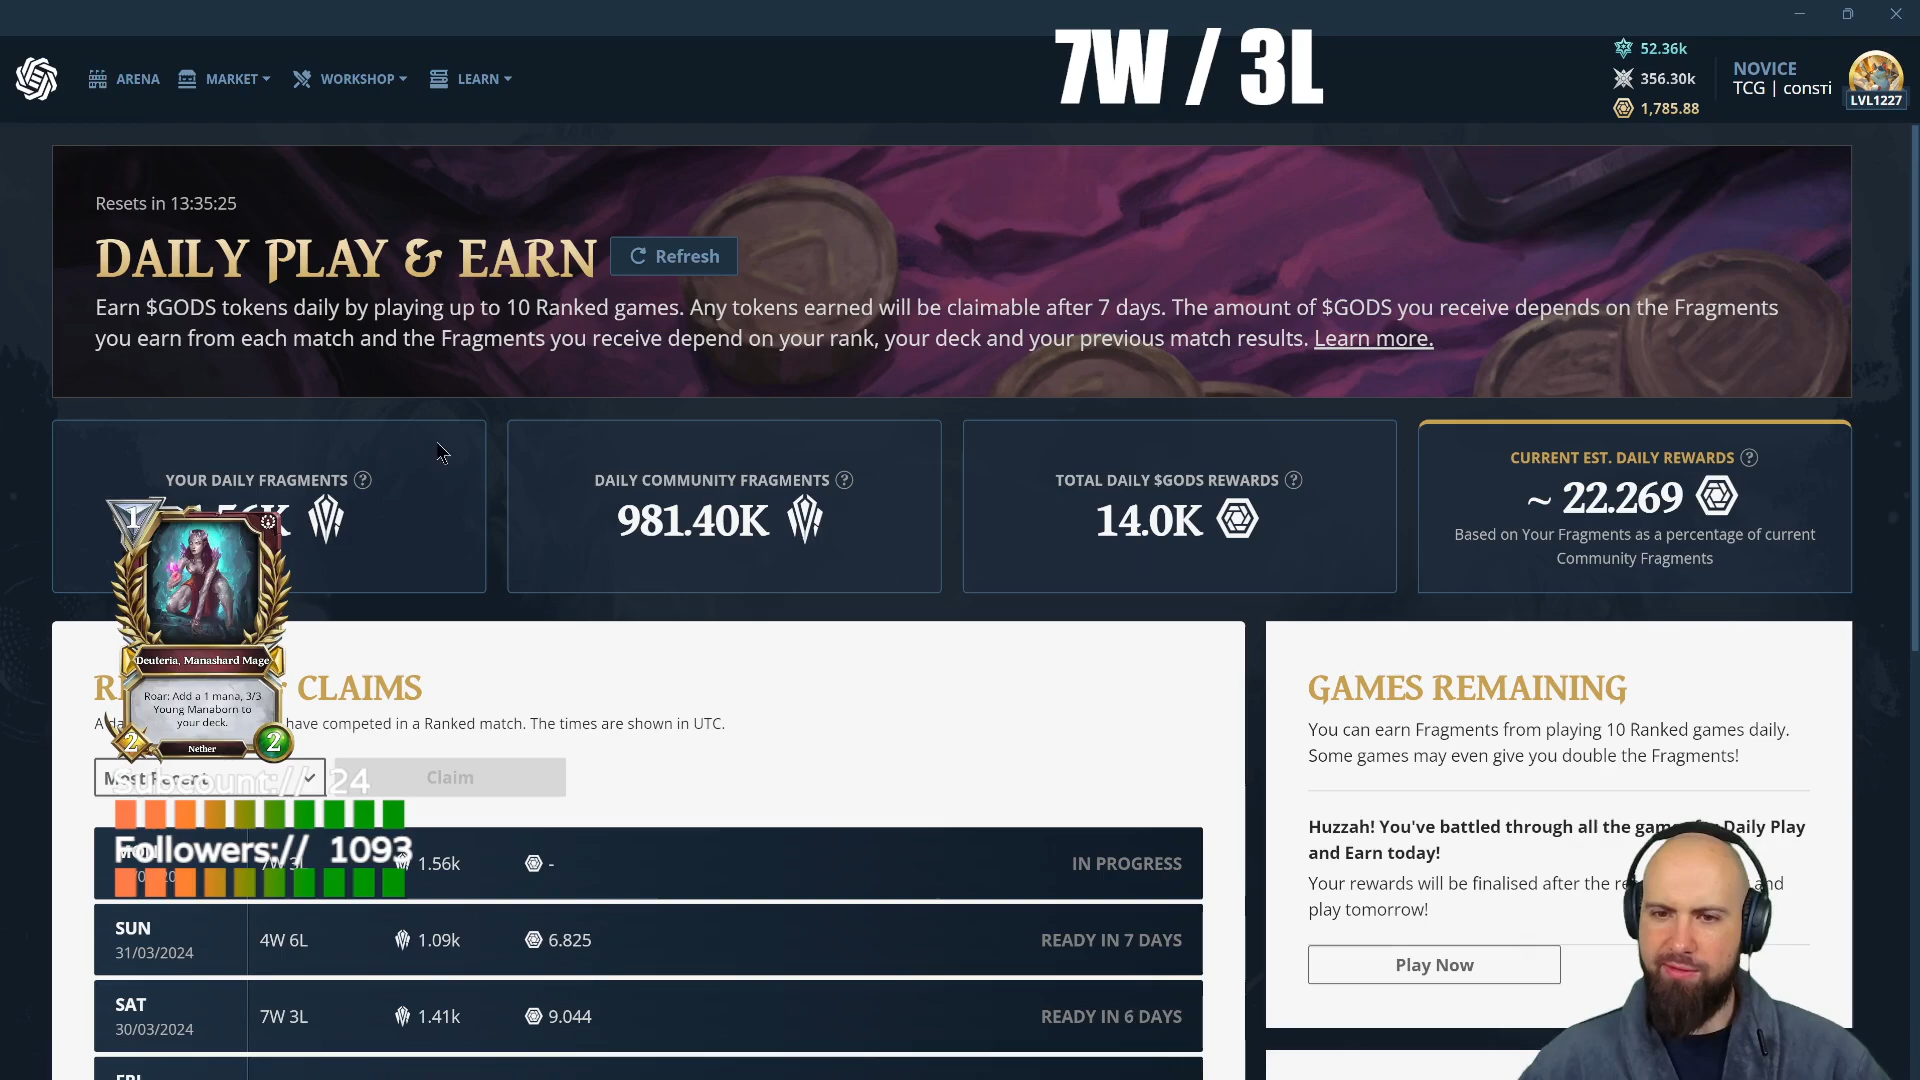 7W / 3L
ARENA
MARKET
WORKSHOP
LEARN
52.36k
356.30k
1,785.88
NOVICE
TCG | consti
LVL1227
Resets in 13:35:25
DAILY PLAY & EARN
Refresh
Earn $GODS tokens daily by playing up to 10 Ranked games. Any tokens earned will be claimable after 7 days. The amount of $GODS you receive depends on the Fragments
you earn from each match and the Fragments you receive depend on your rank, your deck and your previous match results. Learn more.
YOUR DAILY FRAGMENTS ?
DAILY COMMUNITY FRAGMENTS ?
981.40K
TOTAL DAILY $GODS REWARDS ?
14.0K
CURRENT EST. DAILY REWARDS ?
~ 22.269
Based on Your Fragments as a percentage of current
Community Fragments
1
Deuteria, Manashard Mage
Roar: Add a 1 mana, 3/3
Young Manaborn to
your deck.
2
Nether
2
CLAIMS
have competed in a Ranked match. The times are shown in UTC.
Most Recent
Claim
Subcount:// 24
Followers:// 1093
7W 3L
1.56k
-
IN PROGRESS
SUN
31/03/2024
4W 6L
1.09k
6.825
READY IN 7 DAYS
SAT
30/03/2024
7W 3L
1.41k
9.044
READY IN 6 DAYS
GAMES REMAINING
You can earn Fragments from playing 10 Ranked games daily.
Some games may even give you double the Fragments!
Huzzah! You've battled through all the Daily Play
and Earn today!
Your rewards will be finalised after the and
play tomorrow!
Play Now